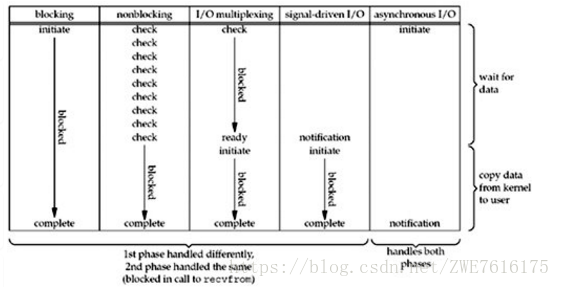 blocking nonblocking I/O multiplexing signal-driven I/O asynchronous I/O
initiate check check initiate
check
check
check
check
check
check
check
check ready notification
initiate initiate
blocked
blocked
blocked
blocked
blocked
complete complete complete complete notification
wait for
data
copy data
from kernel
to user
1st phase handled differently,
2nd phase handled the same
(blocked in call to recvfrom)
handles both
phases
https://blog.csdn.net/ZWE7616175